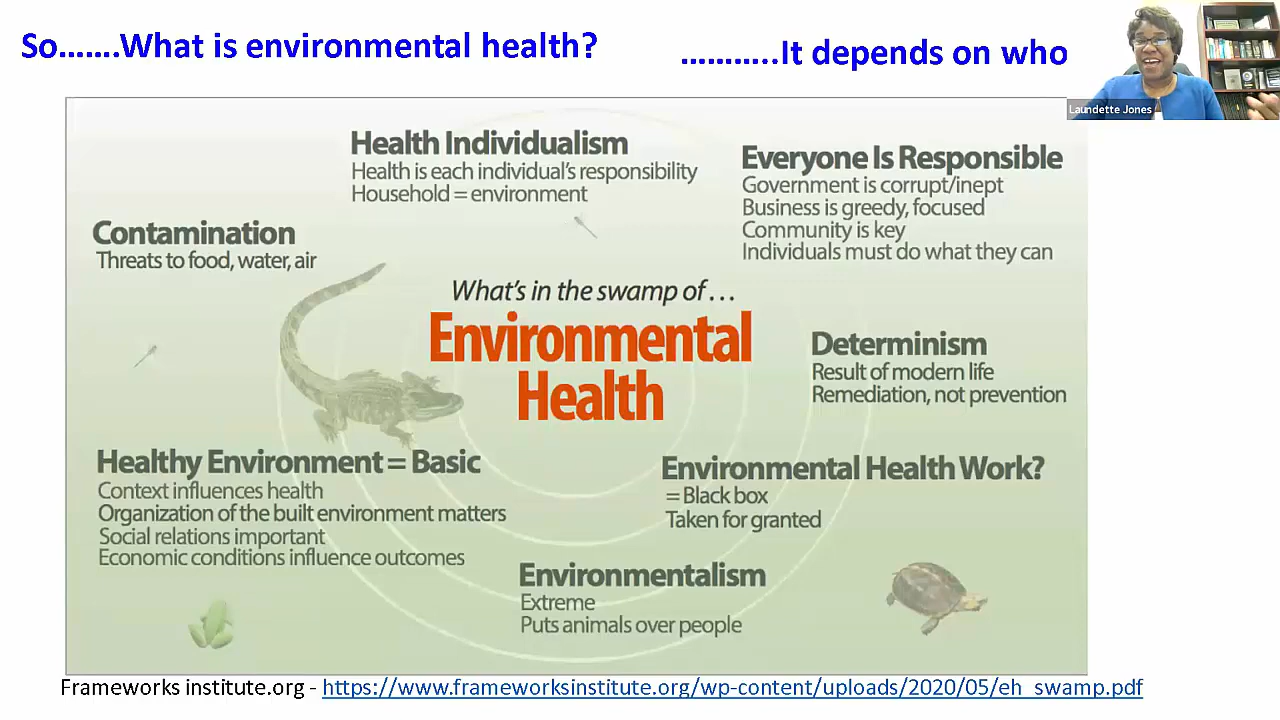 So.......What is environmental health?
...........It depends on who
Laundette Jones
Health Individualism
Health is each individual's responsibility
Household = environment
Everyone Is Responsible
Government is corrupt/inept
Business is greedy, focused
Community is key
Individuals must do what they can
Contamination
Threats to food, water, air
What's in the swamp of...
Environmental
Health
Determinism
Result of modern life
Remediation, not prevention
Healthy Environment = Basic
Context influences health
Organization of the built environment matters
Social relations important
Economic conditions influence outcomes
Environmental Health Work?
= Black box
Taken for granted
Environmentalism
Extreme
Puts animals over people
Frameworks institute.org - https://www.frameworksinstitute.org/wp-content/uploads/2020/05/eh_swamp.pdf